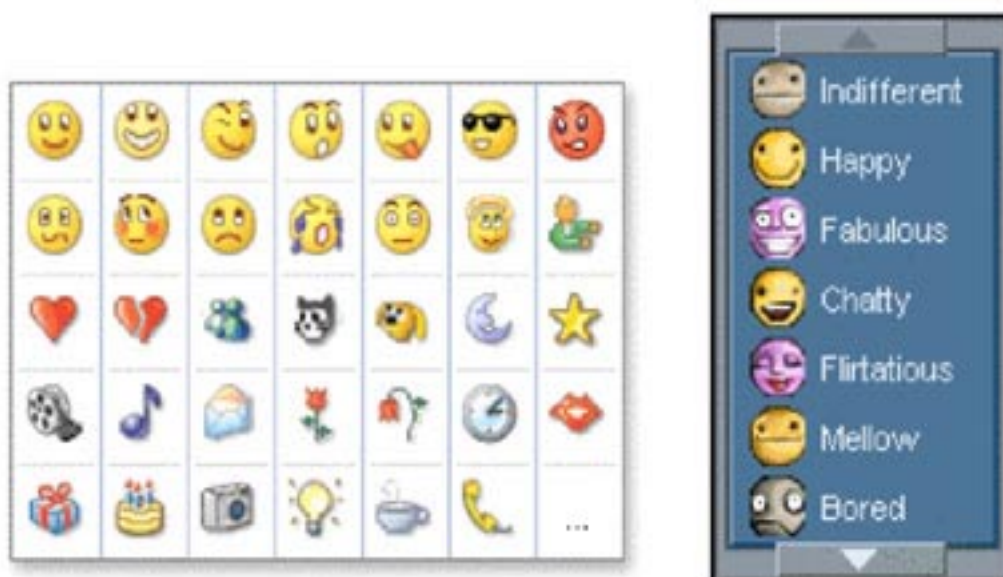 ...
Indifferent
Happy
Fabulous
Chatty
Flirtatious
Mellow
Bored